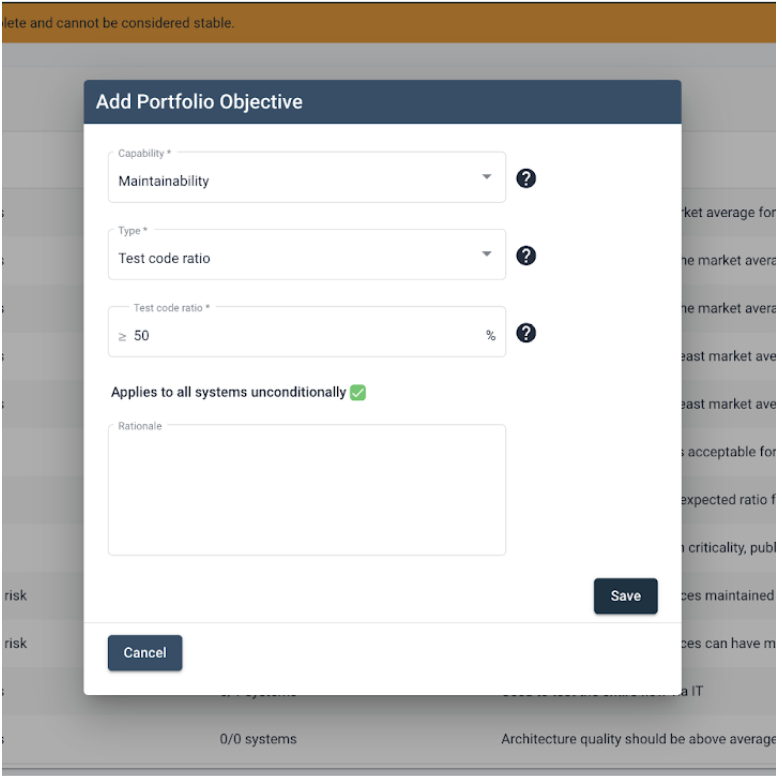 lete and cannot be considered stable.
Add Portfolio Objective
Capability *
Maintainability
?
Type *
Test code ratio
?
Test code ratio *
≥ 50
%
?
Applies to all systems unconditionally ✅
Rationale
Save
Cancel
ket average for
he market avera
he market avera
east market ave
east market ave
s acceptable for
expected ratio f
n criticality, publ
risk
ces maintained
risk
ces can have m
a IT
0/0 systems
Architecture quality should be above average